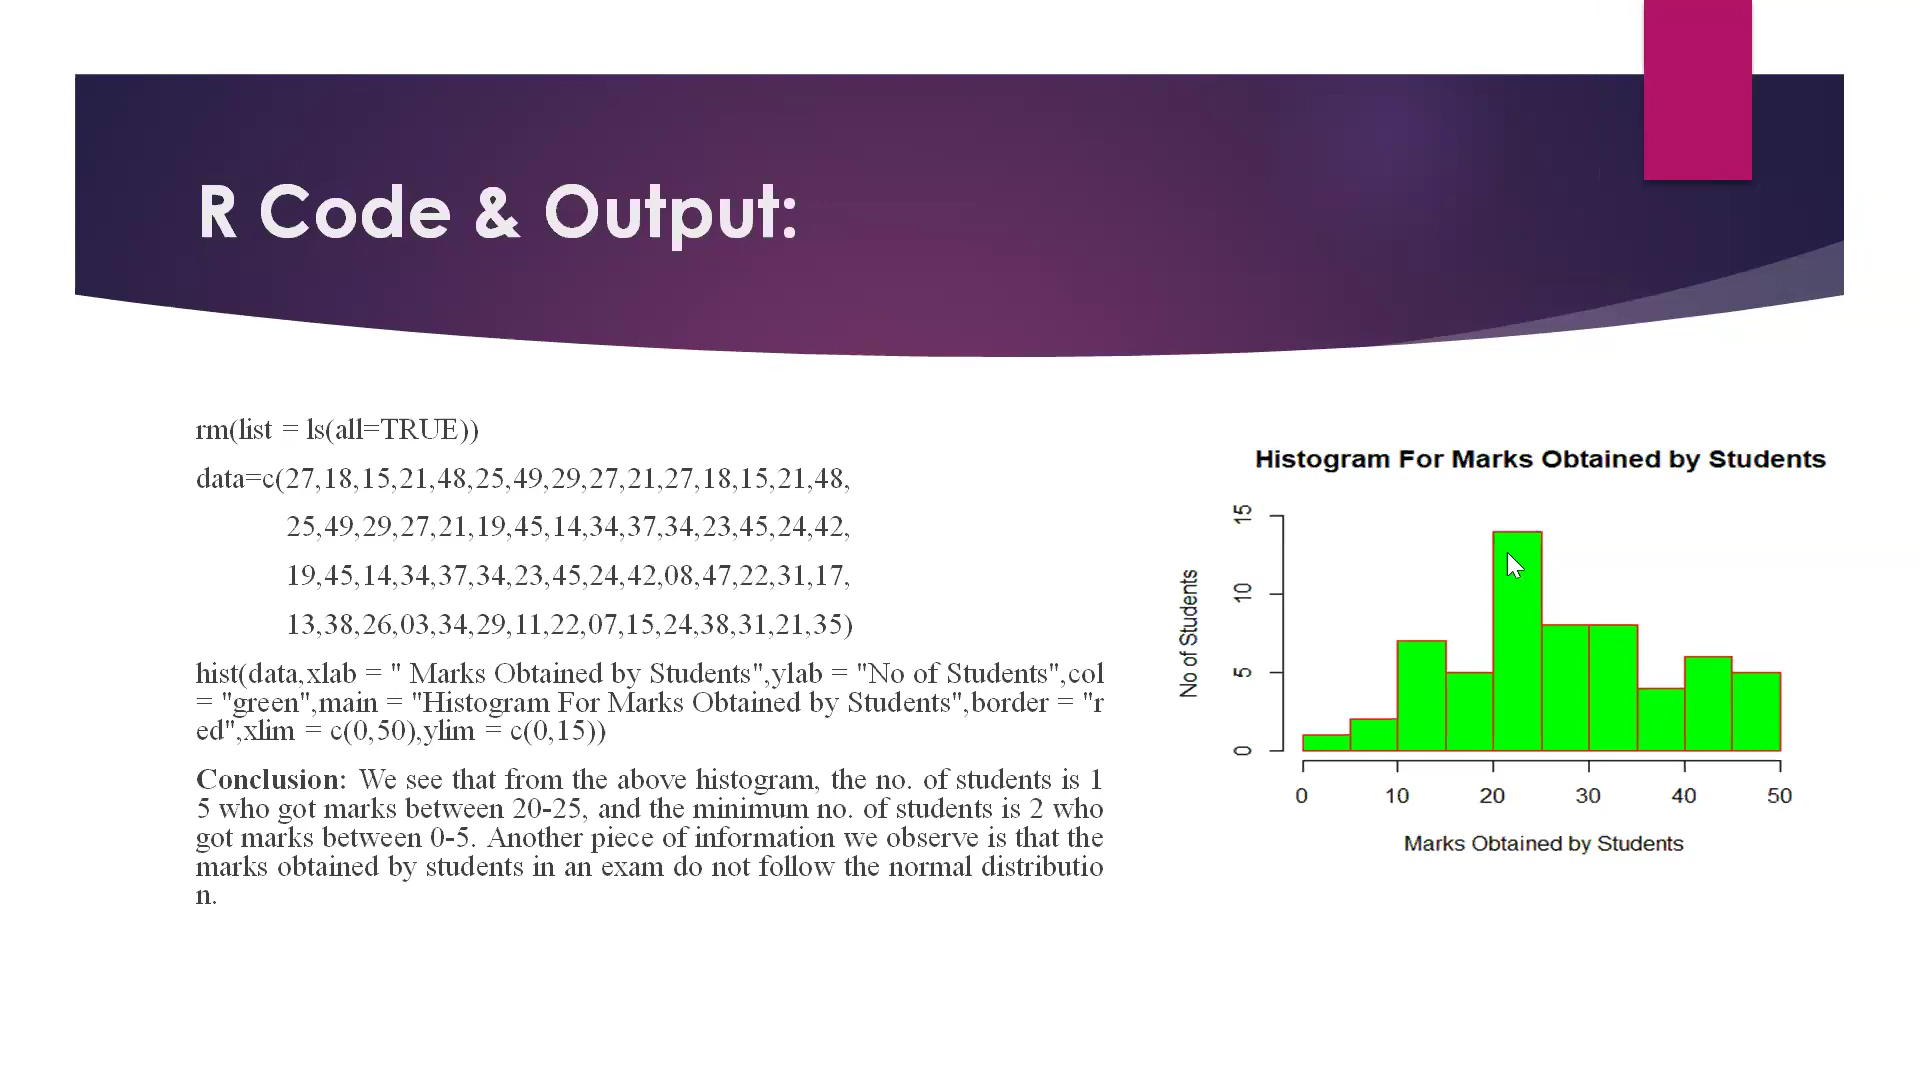 R Code & Output:
rm(list = ls(all=TRUE))
data=c(27,18,15,21,48,25,49,29,27,21,27,18,15,21,48,
25,49,29,27,21,19,45,14,34,37,34,23,45,24,42,
19,45,14,34,37,34,23,45,24,42,08,47,22,31,17,
13,38,26,03,34,29,11,22,07,15,24,38,31,21,35)
hist(data,xlab = " Marks Obtained by Students",ylab = "No of Students",col
= "green",main = "Histogram For Marks Obtained by Students",border = "r
ed",xlim = c(0,50),ylim = c(0,15))
Conclusion: We see that from the above histogram, the no. of students is 1
5 who got marks between 20-25, and the minimum no. of students is 2 who
got marks between 0-5. Another piece of information we observe is that the
marks obtained by students in an exam do not follow the normal distributio
n.
Histogram For Marks Obtained by Students
No of Students
15
10
5
0
0 10 20 30 40 50
Marks Obtained by Students